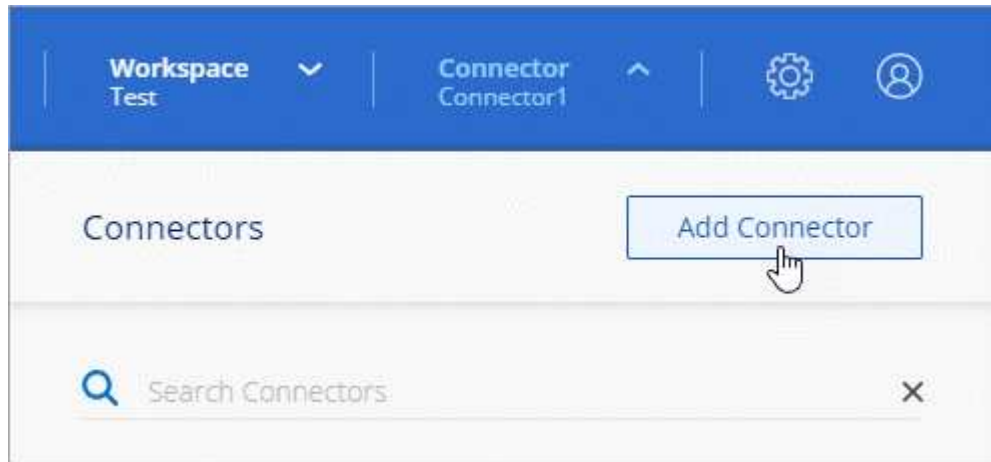 Workspace
Test
Connector
Connector1
Connectors
Add Connector
Search Connectors